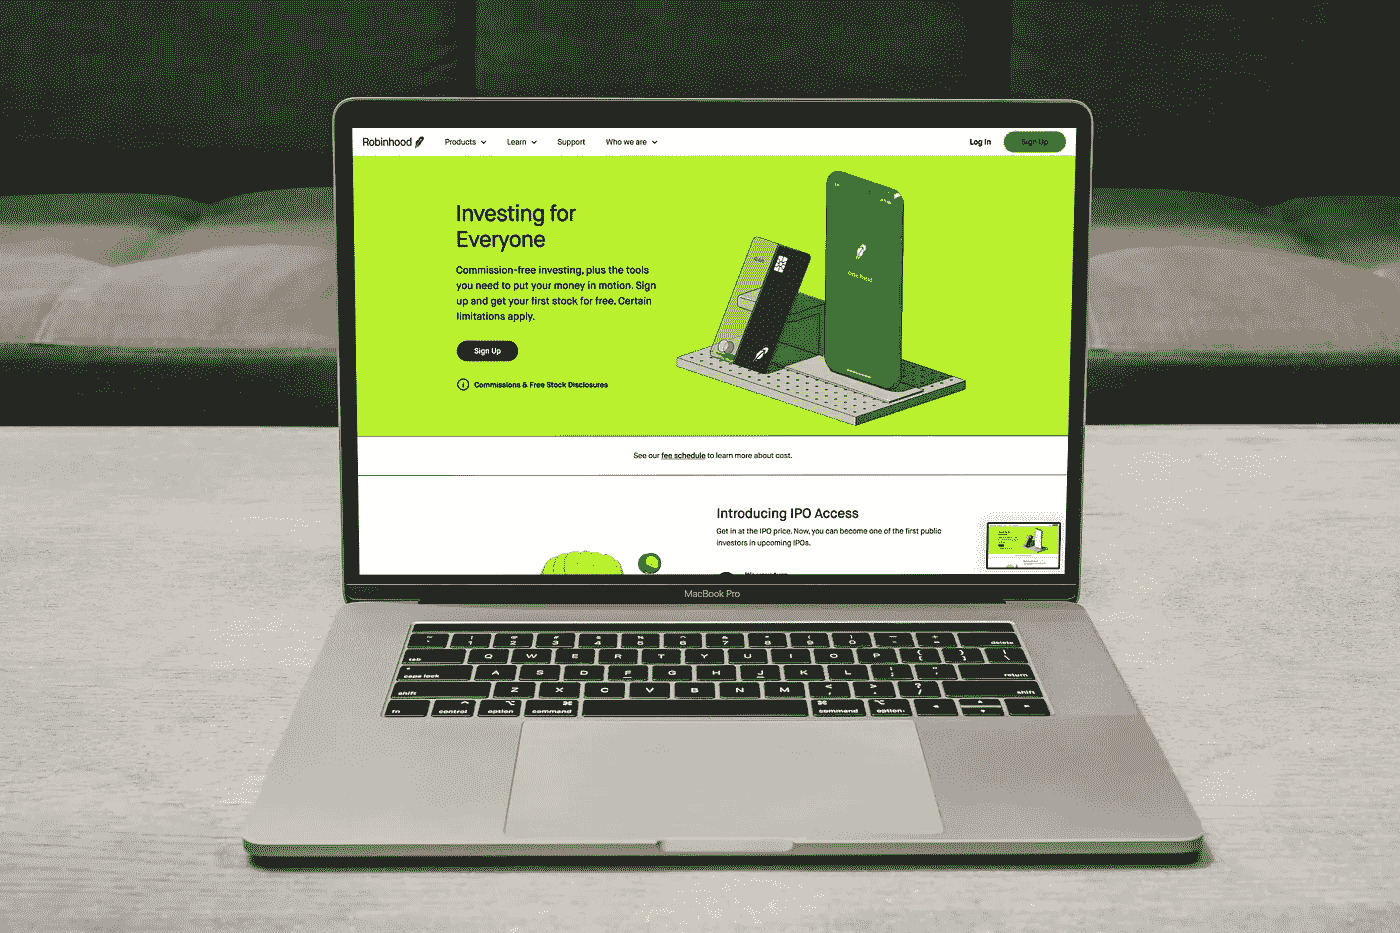 Robinhood Products Learn Support Who we are Log In Sign Up
Investing for
Everyone
Commission-free investing, plus the tools
you need to put your money in motion. Sign
up and get your first stock for free. Certain
limitations apply.
Sign Up
Commissions & Free Stock Disclosures
See our fee schedule to learn more about cost.
Introducing IPO Access
Get in at the IPO price. Now, you can become one of the first public
investors in upcoming IPOs.
MacBook Pro
delete
tab Q W E R T Y U I O P
caps lock A S D F G H J K L return
shift Z X C V B N M shift
fn control option command command option